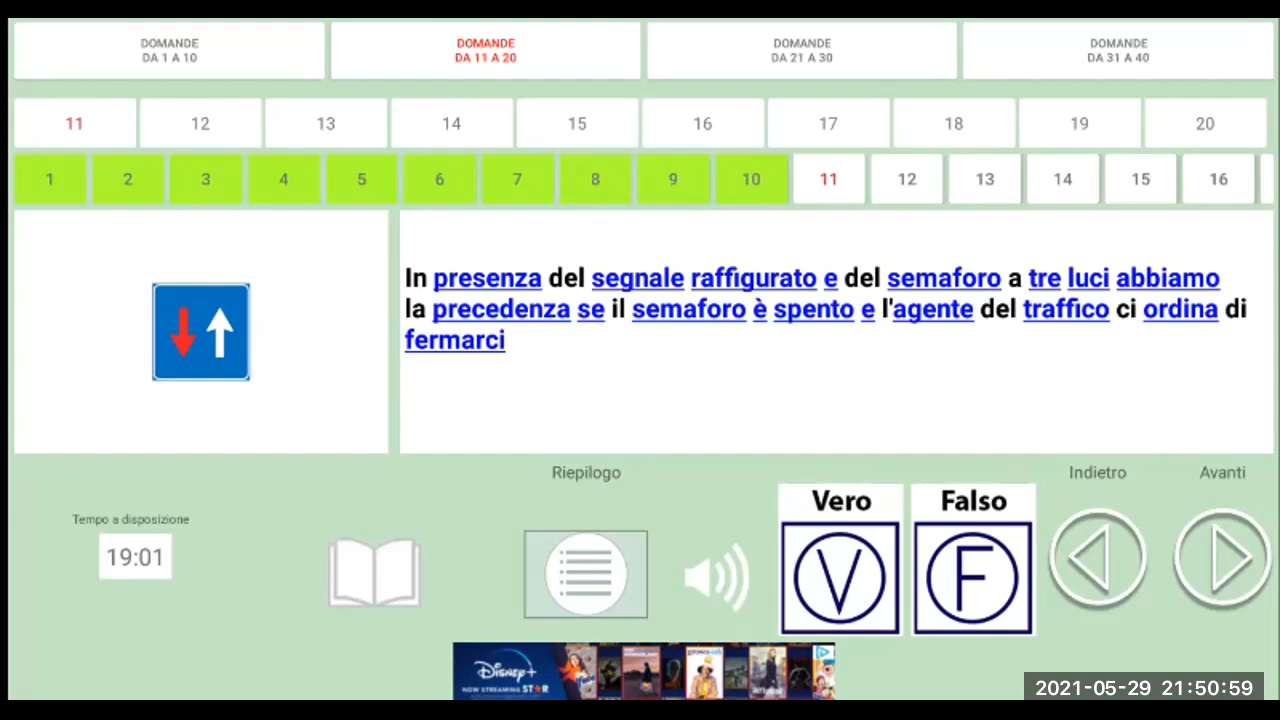 DOMANDE
DA 1 A 10
DOMANDE
DA 11 A 20
DOMANDE
DA 21 A 30
DOMANDE
DA 31 A 40
11 12 13 14 15 16 17 18 19 20
1 2 3 4 5 6 7 8 9 10 11 12 13 14 15 16
In presenza del segnale raffigurato e del semaforo a tre luci abbiamo
la precedenza se il semaforo è spento e l'agente del traffico ci ordina di
fermarci
Riepilogo
Indietro
Avanti
Vero
Falso
V
F
Tempo a disposizione
19:01
Disney+
NOW STREAMING STAR
2021-05-29 21:50:59